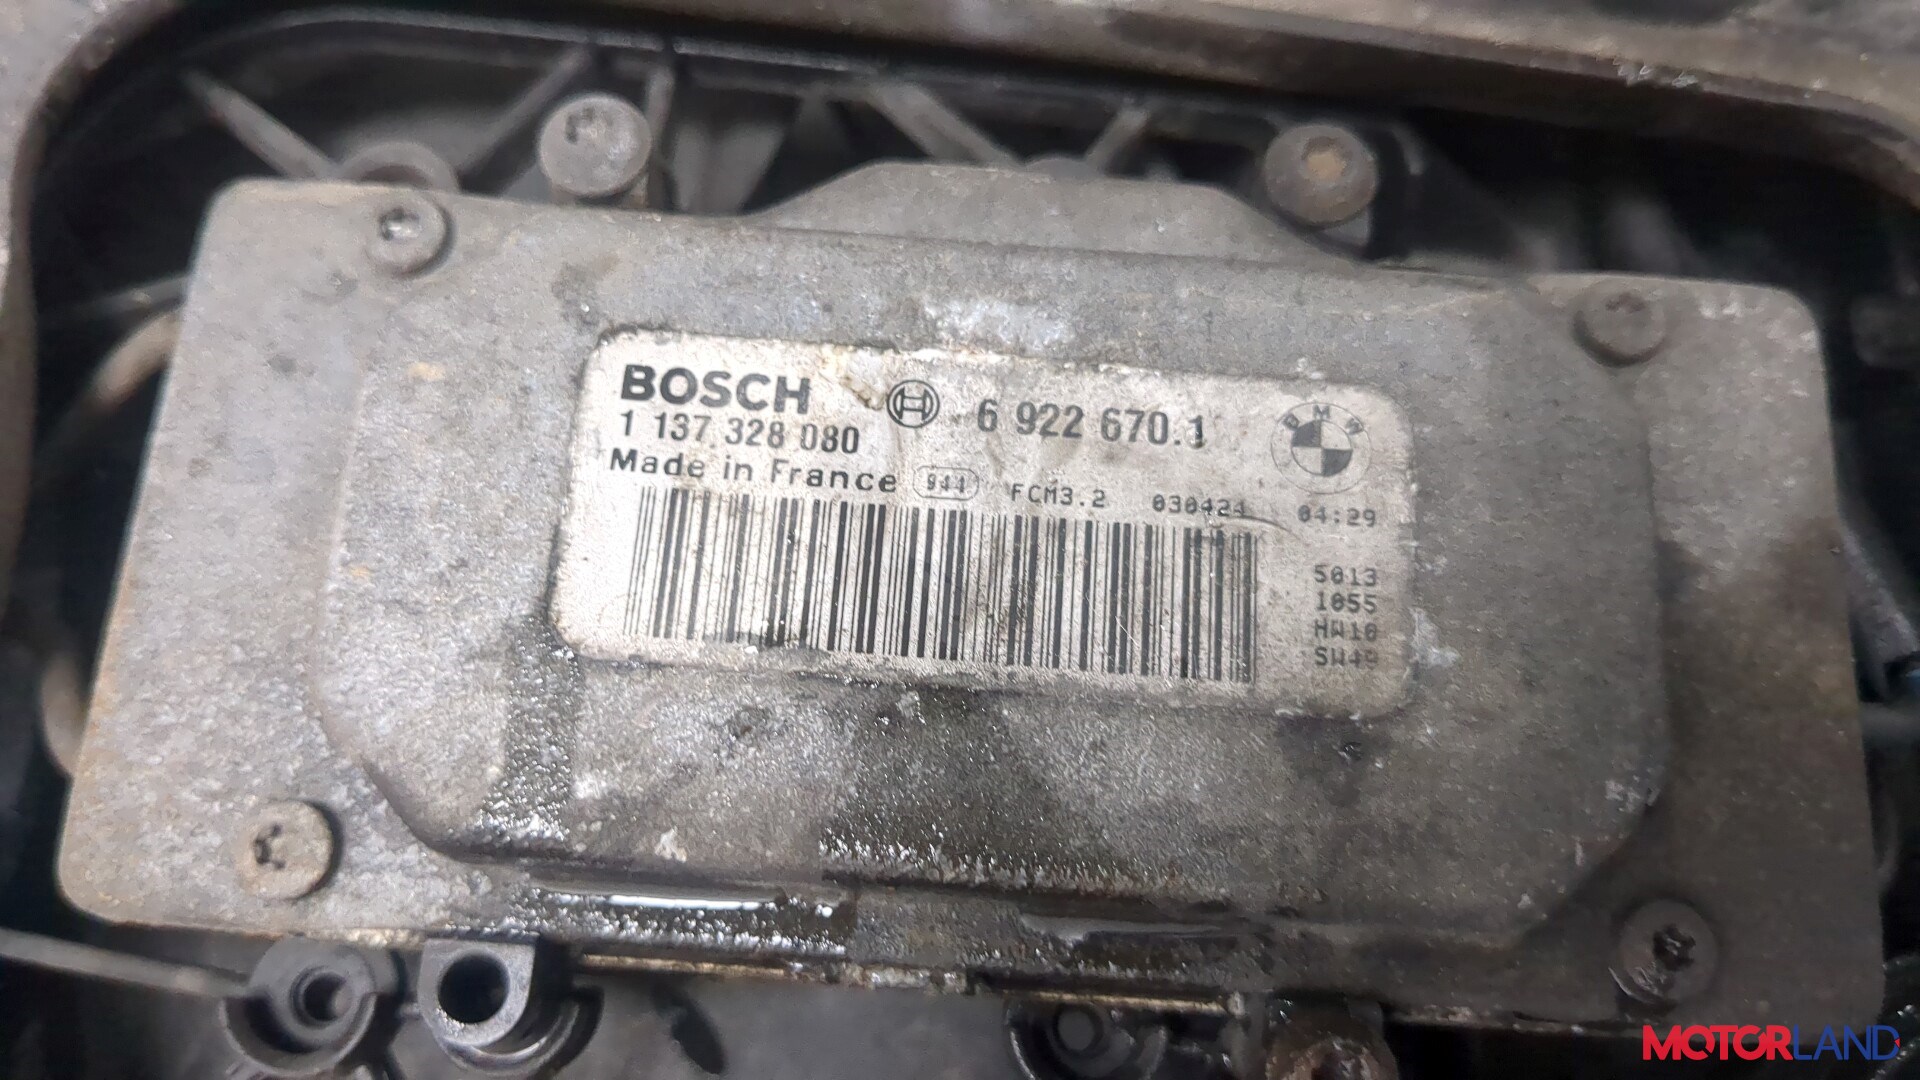 BOSCH 6 922 670.1 BMW
1 137 328 080
Made in France 944 FCM3.2 030424 04:29
5013
1055
HW10
SW40
MOTORLAND